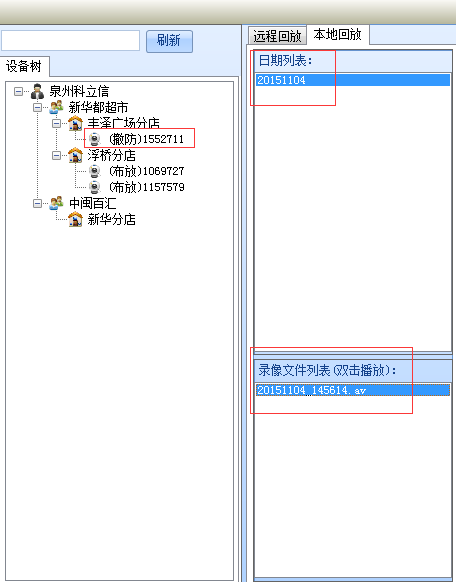 刷新
设备树
泉州科立信
新华都超市
丰泽广场分店
(撤防)1552711
浮桥分店
(布放)1069727
(布放)1157579
中闽百汇
新华分店
远程回放 本地回放
日期列表:
20151104
录像文件列表(双击播放):
20151104_145614.av